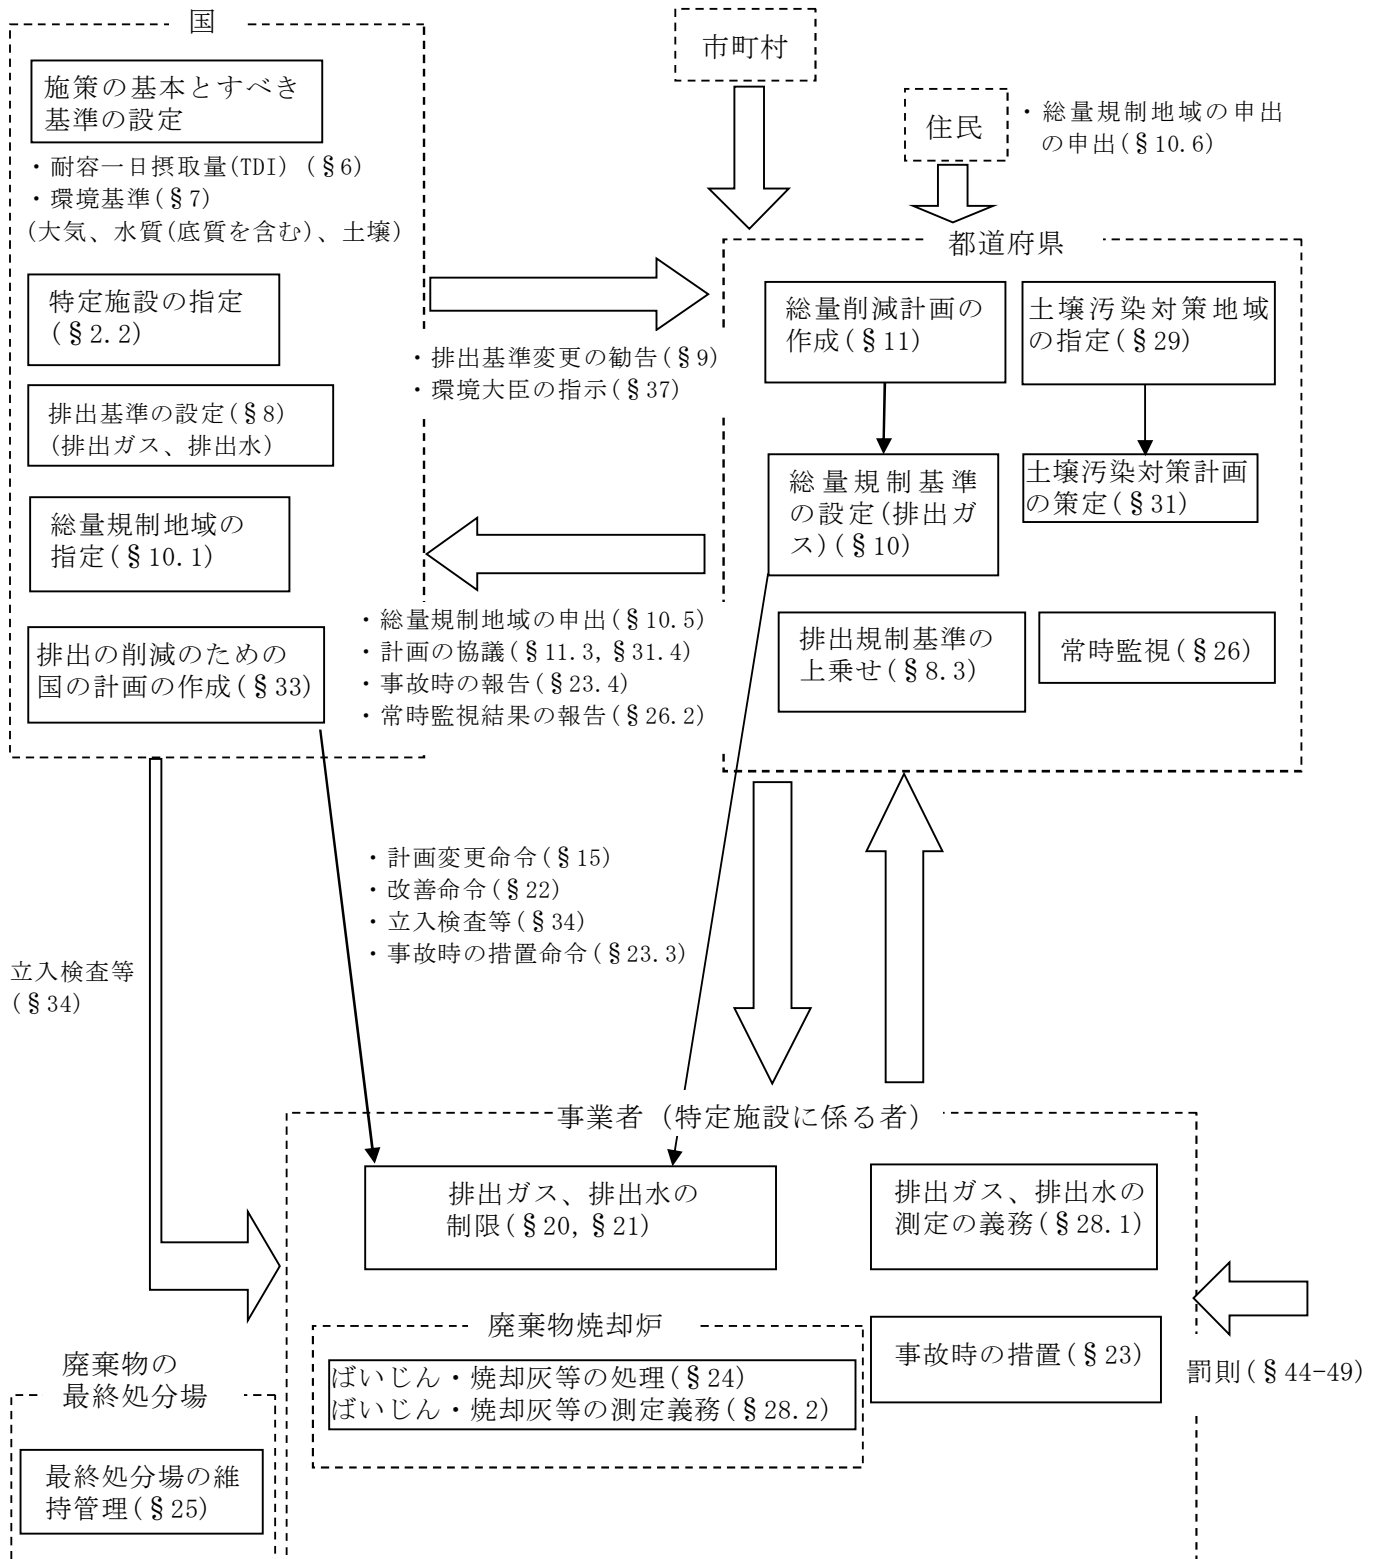 国
施策の基本とすべき
基準の設定
・耐容一日摂取量(TDI) (§6)
・環境基準(§7)
(大気、水質(底質を含む)、土壌)
特定施設の指定
(§2.2)
排出基準の設定(§8)
(排出ガス、排出水)
総量規制地域の
指定(§10.1)
排出の削減のための
国の計画の作成(§33)
市町村
住民
・総量規制地域の申出
の申出(§10.6)
・排出基準変更の勧告(§9)
・環境大臣の指示(§37)
・総量規制地域の申出(§10.5)
・計画の協議(§11.3,§31.4)
・事故時の報告(§23.4)
・常時監視結果の報告(§26.2)
都道府県
総量削減計画の
作成(§11)
土壌汚染対策地域
の指定(§29)
総量規制基準
の設定(排出ガ
ス)(§10)
土壌汚染対策計画
の策定(§31)
排出規制基準の
上乗せ(§8.3)
常時監視(§26)
・計画変更命令(§15)
・改善命令(§22)
・立入検査等(§34)
・事故時の措置命令(§23.3)
立入検査等
(§34)
事業者（特定施設に係る者）
排出ガス、排出水の
制限(§20,§21)
排出ガス、排出水の
測定の義務(§28.1)
廃棄物焼却炉
ばいじん・焼却灰等の処理(§24)
ばいじん・焼却灰等の測定義務(§28.2)
事故時の措置(§23)
罰則(§44-49)
廃棄物の
最終処分場
最終処分場の維
持管理(§25)